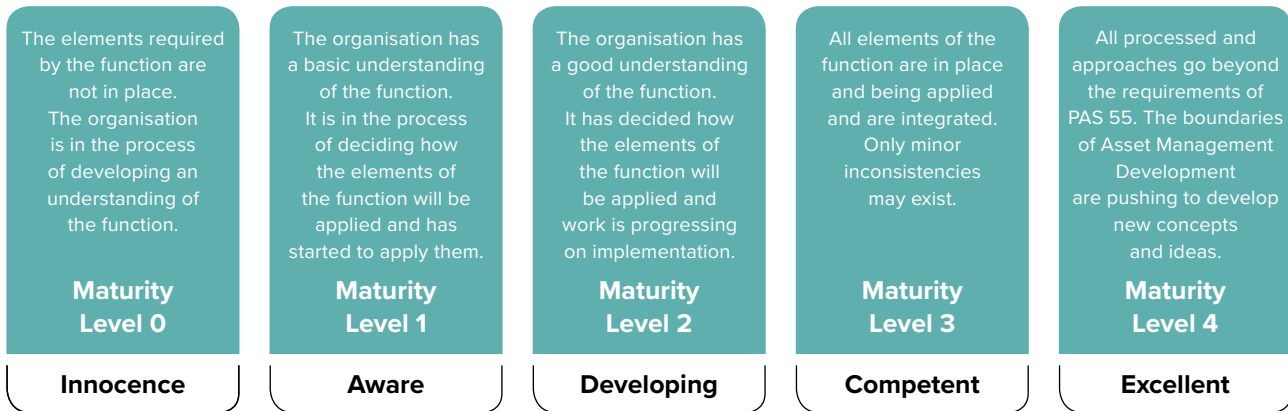 The elements required
by the function are
not in place.
The organisation
is in the process
of developing an
understanding of
the function.
Maturity
Level 0
Innocence
The organisation has
a basic understanding
of the function.
It is in the process
of deciding how
the elements of
the function will be
applied and has
started to apply them.
Maturity
Level 1
Aware
The organisation has
a good understanding
of the function.
It has decided how
the elements of
the function will
be applied and
work is progressing
on implementation.
Maturity
Level 2
Developing
All elements of the
function are in place
and being applied
and are integrated.
Only minor
inconsistencies
may exist.
Maturity
Level 3
Competent
All processed and
approaches go beyond
the requirements of
PAS 55. The boundaries
of Asset Management
Development
are pushing to develop
new concepts
and ideas.
Maturity
Level 4
Excellent